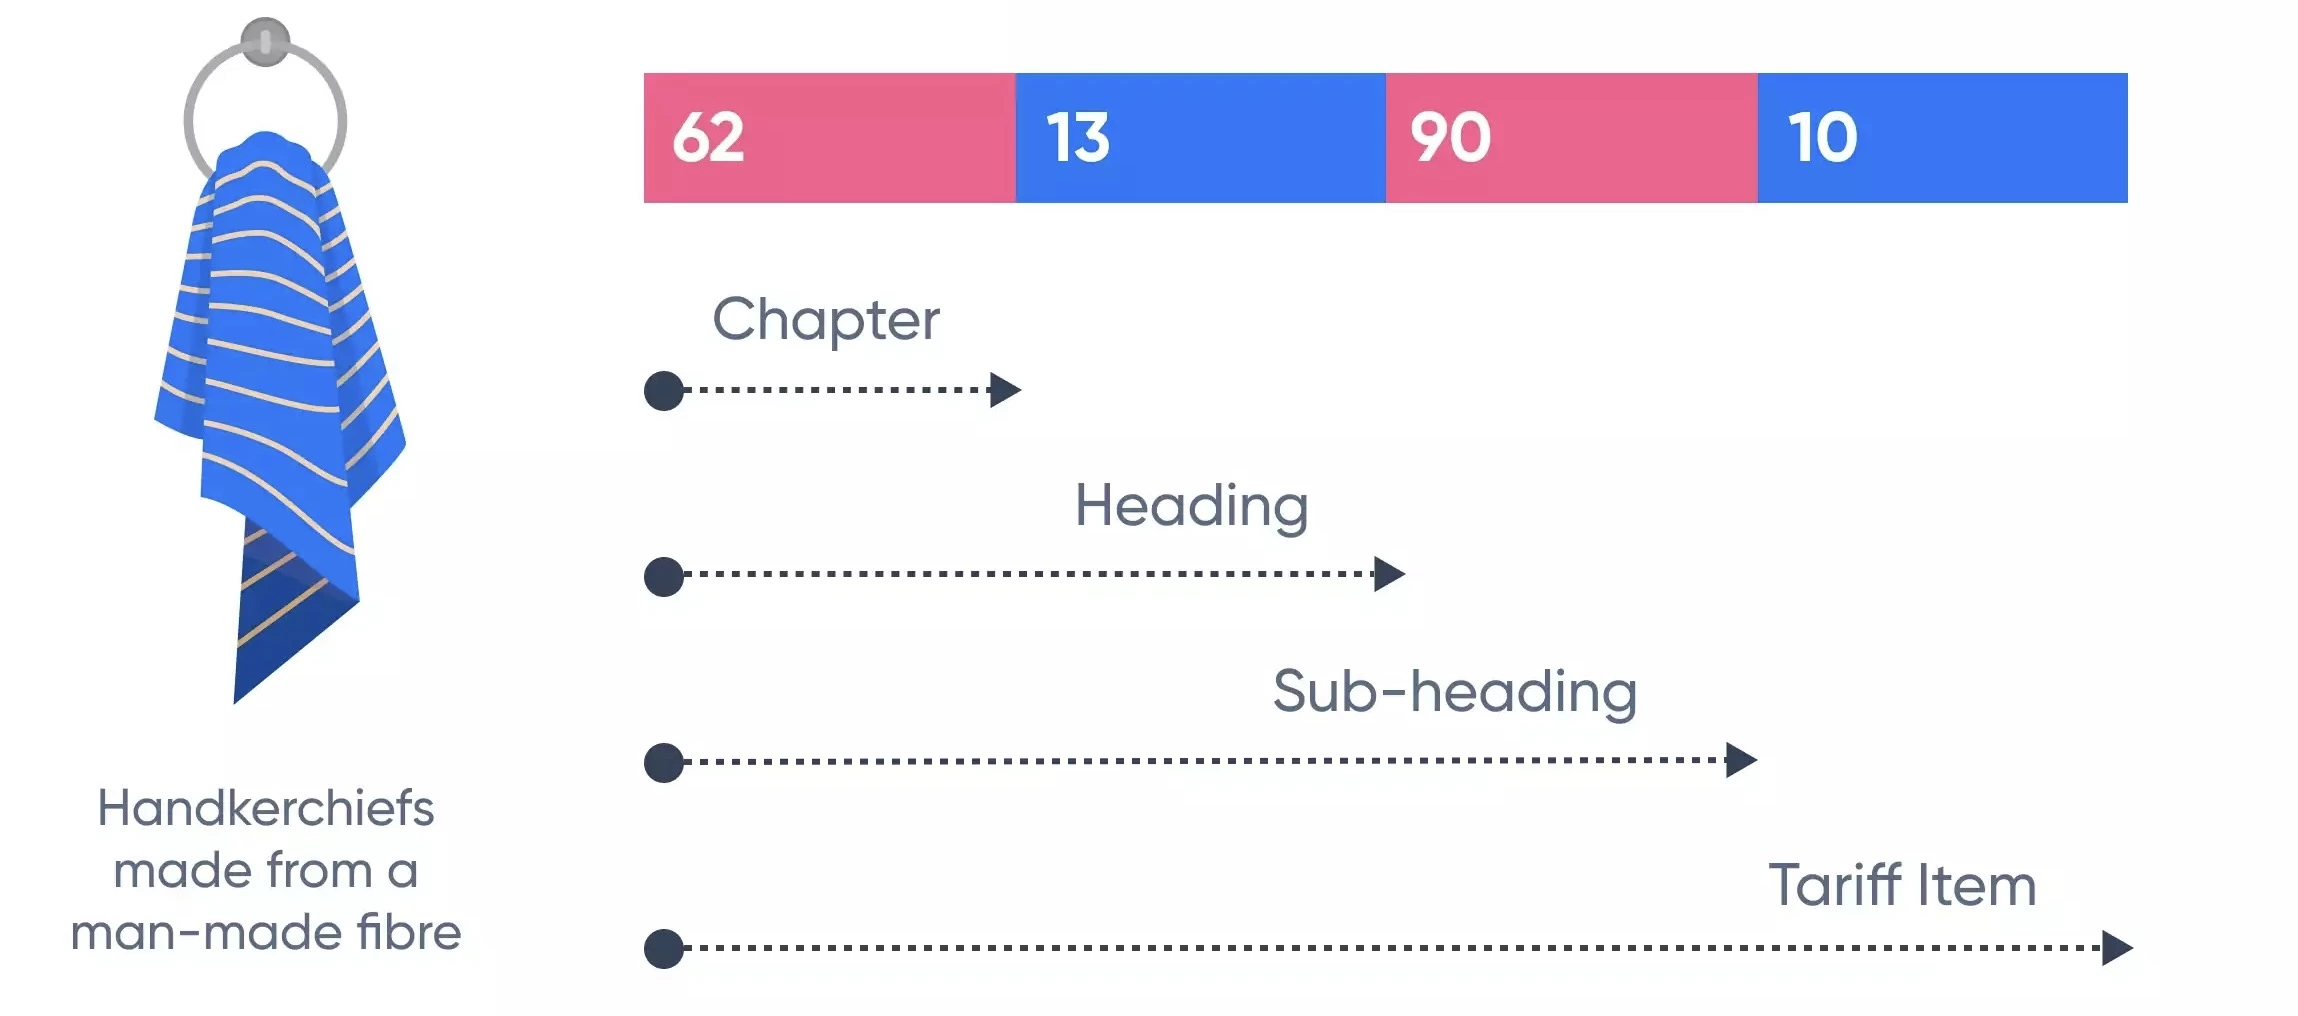 62 13 90 10
Chapter
Heading
Sub-heading
Tariff Item
Handkerchiefs
made from a
man-made fibre